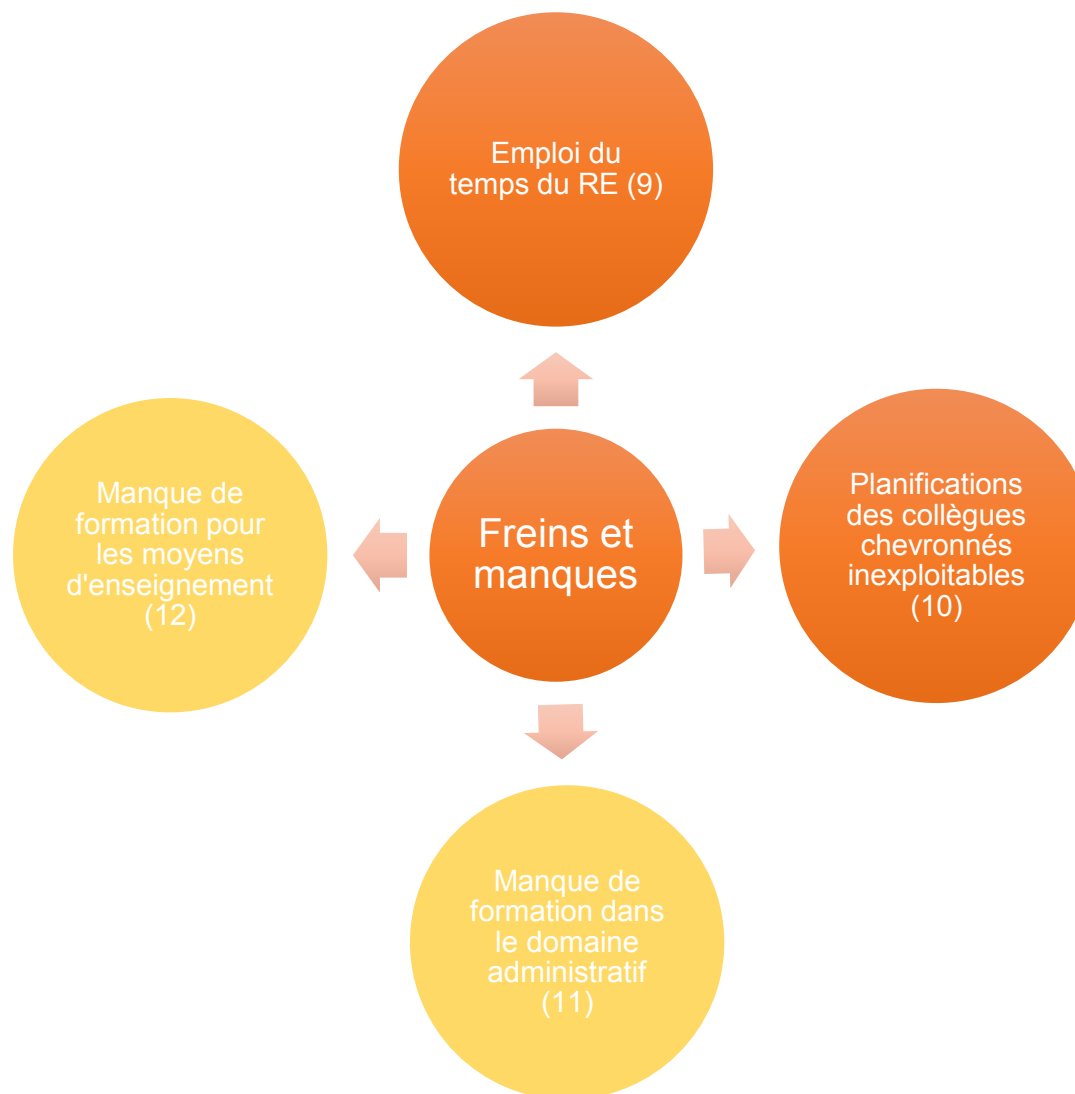 Emploi du
temps du RE (9)
Manque de
formation pour
les moyens
d'enseignement
(12)
Freins et
manques
Planifications
des collègues
chevronnés
inexploitables
(10)
Manque de
formation dans
le domaine
administratif
(11)